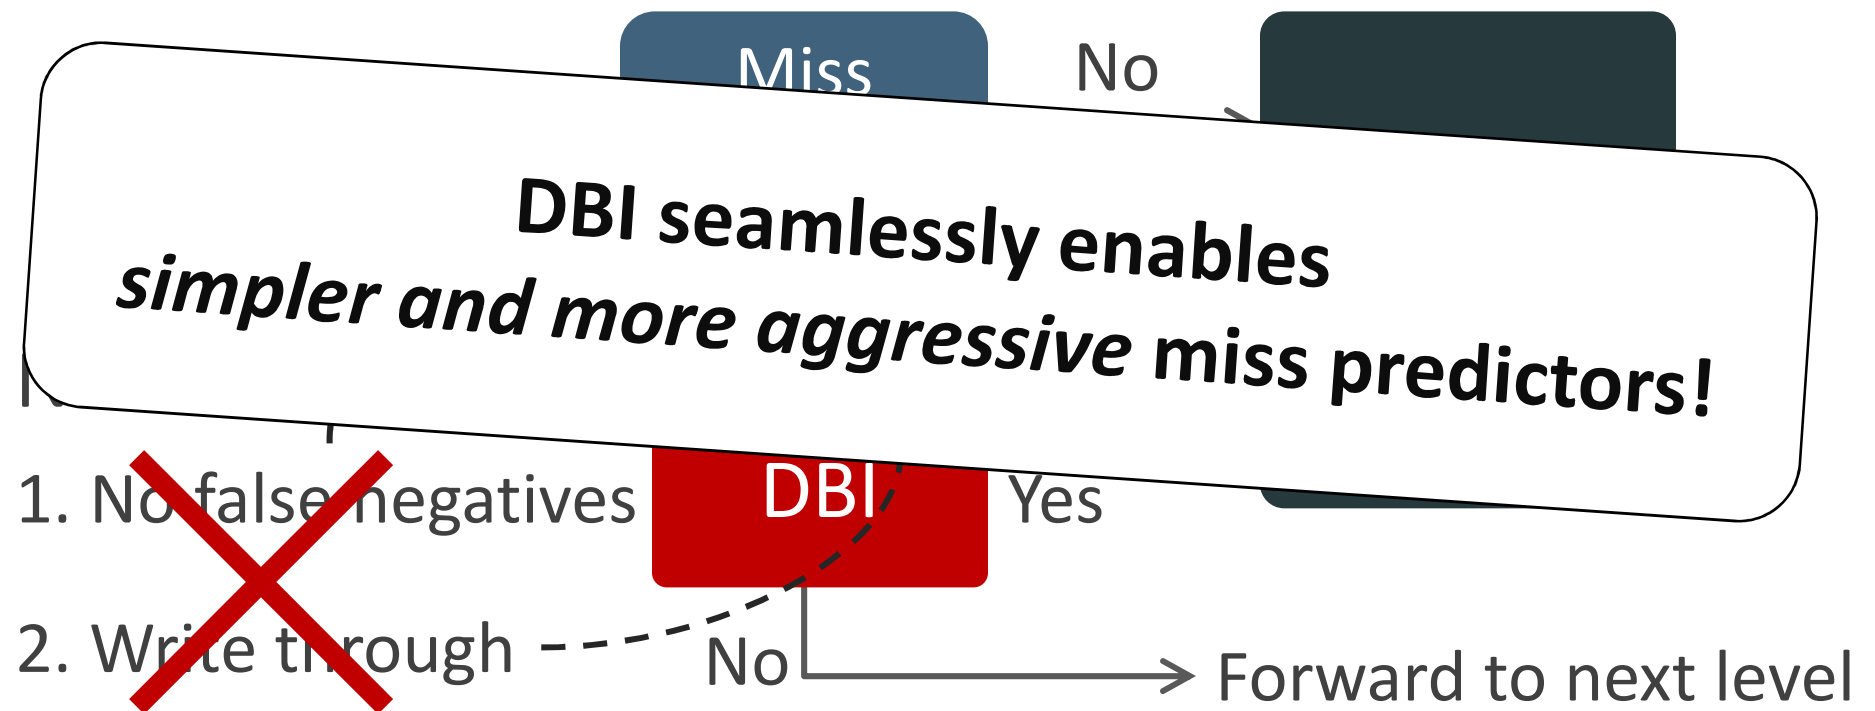 Miss
No
DBI seamlessly enables
simpler and more aggressive miss predictors!
1. No false negatives
DBI
Yes
2. Write through
No
Forward to next level